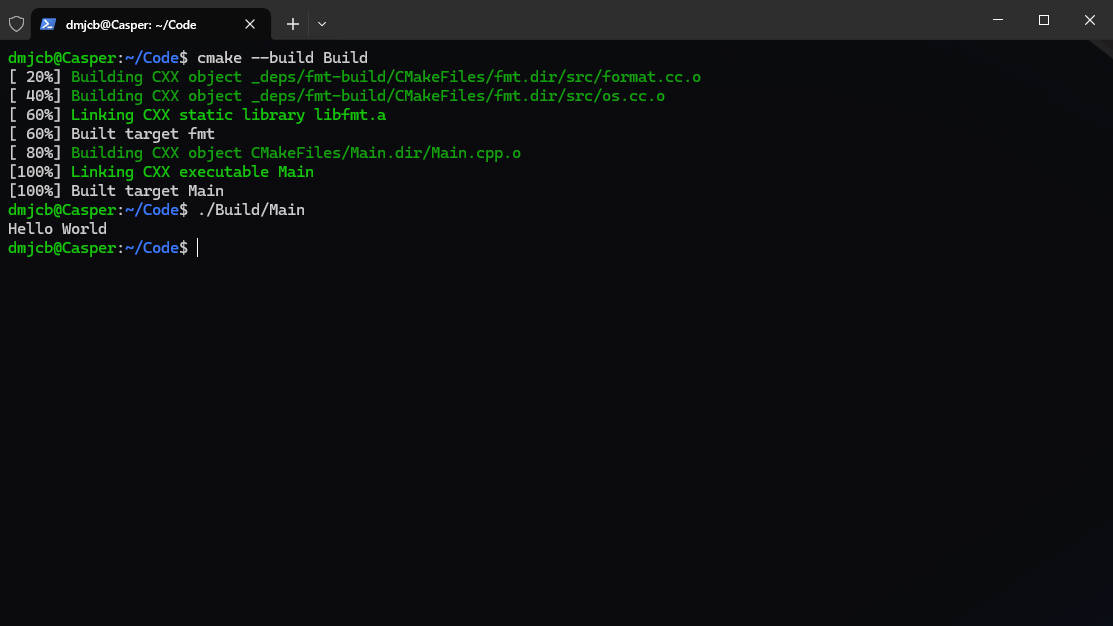 dmjcb@Casper: ~/Code
dmjcb@Casper:~/Code$ cmake --build Build
[ 20%] Building CXX object _deps/fmt-build/CMakeFiles/fmt.dir/src/format.cc.o
[ 40%] Building CXX object _deps/fmt-build/CMakeFiles/fmt.dir/src/os.cc.o
[ 60%] Linking CXX static library libfmt.a
[ 60%] Built target fmt
[ 80%] Building CXX object CMakeFiles/Main.dir/Main.cpp.o
[100%] Linking CXX executable Main
[100%] Built target Main
dmjcb@Casper:~/Code$ ./Build/Main
Hello World
dmjcb@Casper:~/Code$